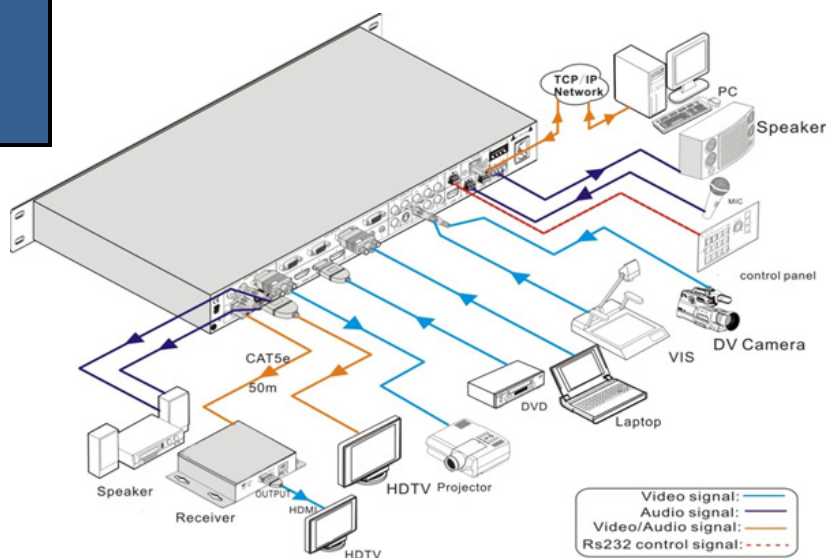 TCP/IP
Network
PC
Speaker
MIC
control panel
DV Camera
VIS
Laptop
DVD
CAT5e
50m
HDTV
Projector
Speaker
Receiver
OUTPUT
HDMI
HDTV
Video signal:
Audio signal:
Video/Audio signal:
Rs232 control signal: